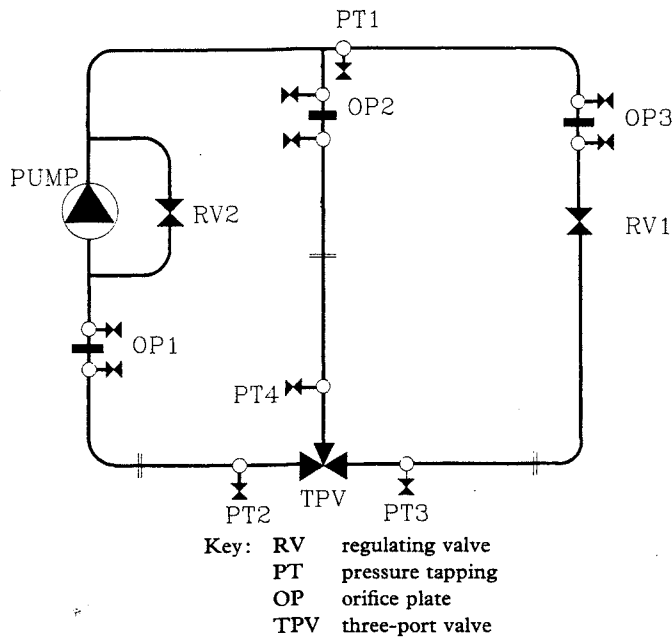 PT1
OP2
OP3
PUMP
RV2
RV1
OP1
PT4
TPV
PT2
PT3
Key: RV regulating valve
PT pressure tapping
OP orifice plate
TPV three-port valve